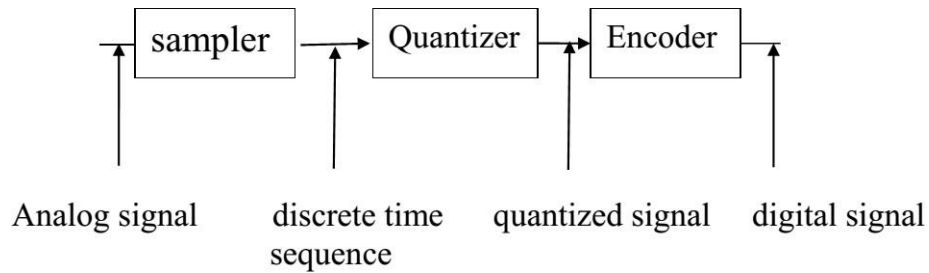 sampler
Quantizer
Encoder
Analog signal
discrete time
sequence
quantized signal
digital signal